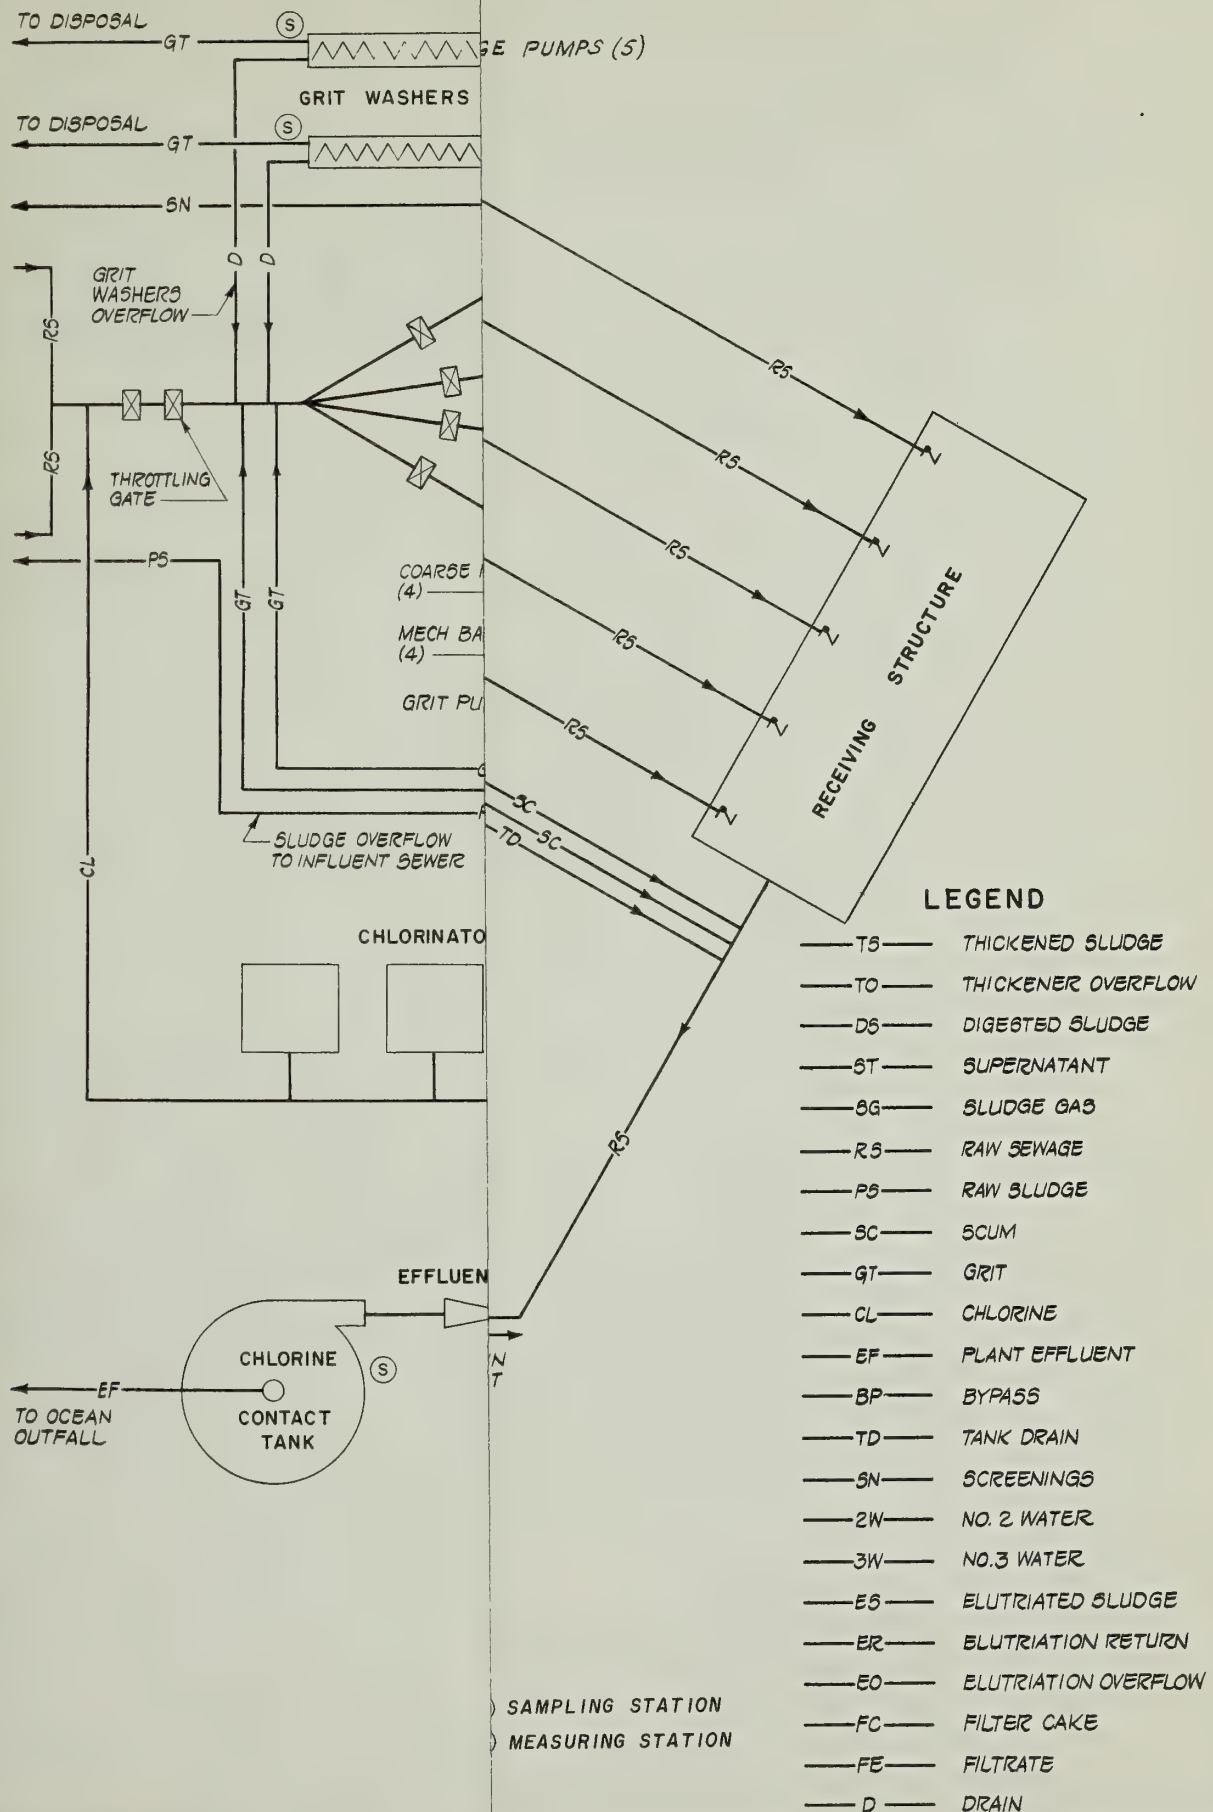 TO DISPOSAL
GT
S
PUMPS (5)
GRIT WASHERS
TO DISPOSAL
GT
S
SN
D
D
GRIT
WASHERS
OVERFLOW
RS
RS
THROTTLING
GATE
PS
GT
GT
COARSE
(4)
MECH
(4)
GRIT
SLUDGE OVERFLOW
TO INFLUENT SEWER
CL
RS
RS
RS
RS
RS
RECEIVING STRUCTURE
SC
SC
TD
RS
CHLORINATO
EFFLUEN
CHLORINE
CONTACT
TANK
S
EF
TO OCEAN
OUTFALL
SAMPLING STATION
MEASURING STATION
LEGEND
TS THICKENED SLUDGE
TO THICKENER OVERFLOW
DS DIGESTED SLUDGE
ST SUPERNATANT
SG SLUDGE GAS
RS RAW SEWAGE
PS RAW SLUDGE
SC SCUM
GT GRIT
CL CHLORINE
EF PLANT EFFLUENT
BP BYPASS
TD TANK DRAIN
SN SCREENINGS
2W NO. 2 WATER
3W NO.3 WATER
ES ELUTRIATED SLUDGE
ER ELUTRIATION RETURN
EO ELUTRIATION OVERFLOW
FC FILTER CAKE
FE FILTRATE
D DRAIN